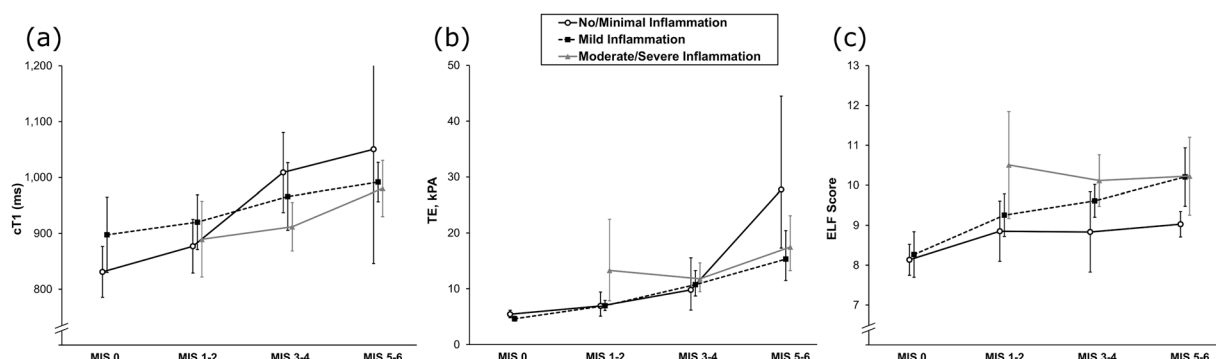 No/Minimal Inflammation
Mild Inflammation
Moderate/Severe Inflammation
(a)
1,200
1,100
1,000
900
800
cT1 (ms)
MIS 0 MIS 1-2 MIS 3-4 MIS 5-6
(b)
50
40
30
20
10
0
TE, kPA
MIS 0 MIS 1-2 MIS 3-4 MIS 5-6
(c)
13
12
11
10
9
8
7
ELF Score
MIS 0 MIS 1-2 MIS 3-4 MIS 5-6